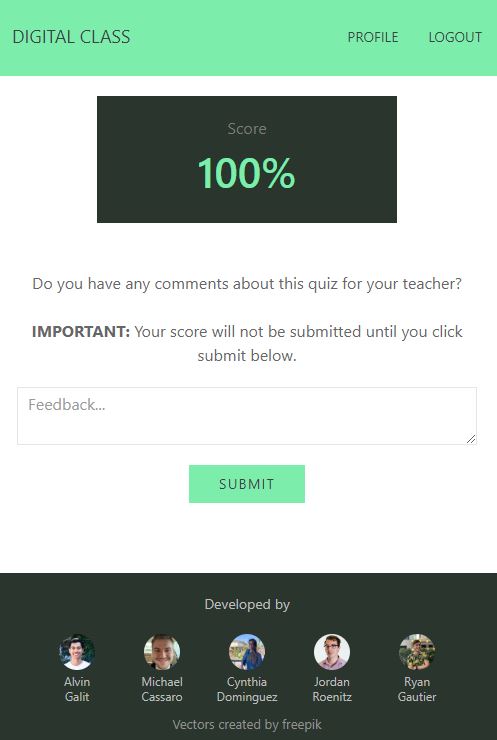 DIGITAL CLASS PROFILE LOGOUT
Score
100%
Do you have any comments about this quiz for your teacher?
IMPORTANT: Your score will not be submitted until you click
submit below.
Feedback...
SUBMIT
Developed by
Alvin Michael Cynthia Jordan Ryan
Galit Cassaro Dominguez Roenitz Gautier
Vectors created by freepik